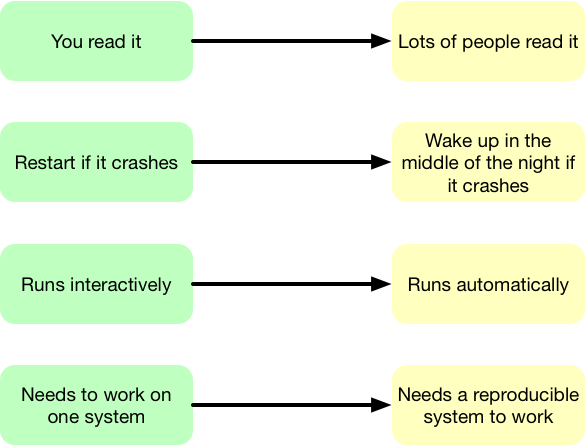 You read it
Lots of people read it
Restart if it crashes
Wake up in the
middle of the night if
it crashes
Runs interactively
Runs automatically
Needs to work on
one system
Needs a reproducible
system to work